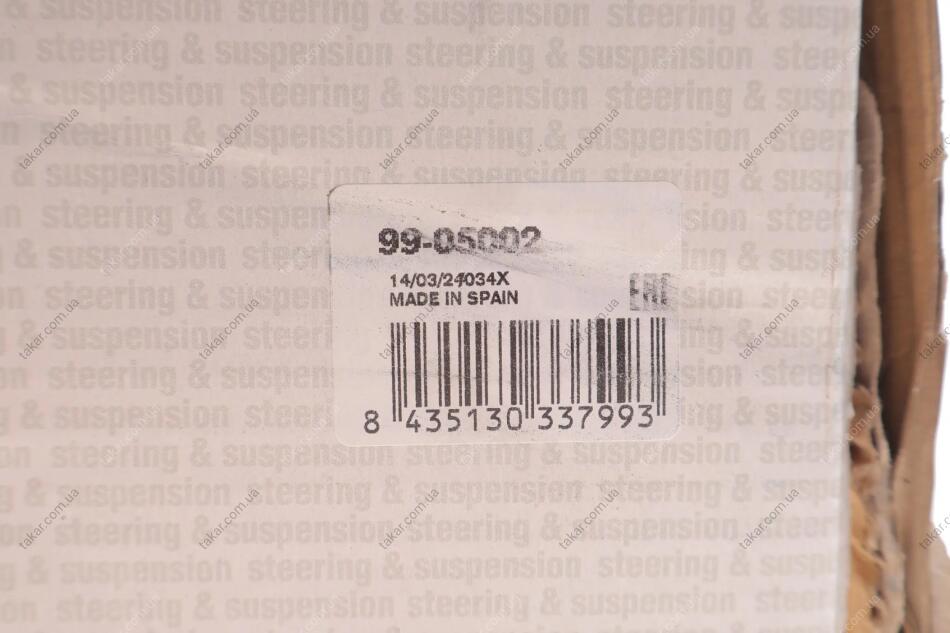 steering & suspension steering & suspension steering
99-05002
14/03/24034X
MADE IN SPAIN
EAC
8 435130 337993
takar.com.ua